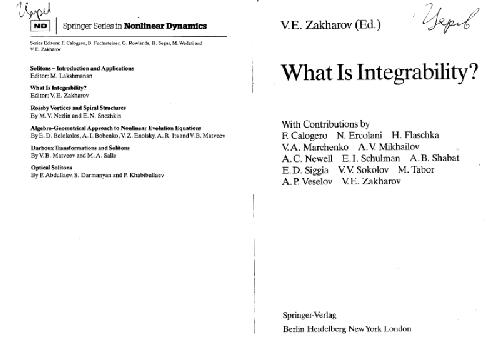 ND
Springer Series in Nonlinear Dynamics
Series Editors: F. Calogero, B. Fuchssteiner, G. Rowlands, H. Segur, M. Wadati and
V. E. Zakharov
Solitons – Introduction and Applications
Editor: M. Lakshmanan
What Is Integrability?
Editor: V. E. Zakharov
Rossby Vortices and Spiral Structures
By M. V. Nezlin and E. N. Snezhkin
Algebro-Geometrical Approach to Nonlinear Evolution Equations
By E. D. Belokolos, A. I. Bobenko, V. Z. Enolsky, A. R. Its and V. B. Matveev
Darboux Transformations and Solitons
By V. B. Matveev and M. A. Salle
Optical Solitons
By F. Abdullaev, S. Darmanyan and P. Khabibullaev
V. E. Zakharov (Ed.)
What Is Integrability?
With Contributions by
F. Calogero N. Ercolani H. Flaschka
V. A. Marchenko A. V. Mikhailov
A. C. Newell E. I. Schulman A. B. Shabat
E. D. Siggia V. V. Sokolov M. Tabor
A. P. Veselov V. E. Zakharov
Springer-Verlag
Berlin Heidelberg New York London